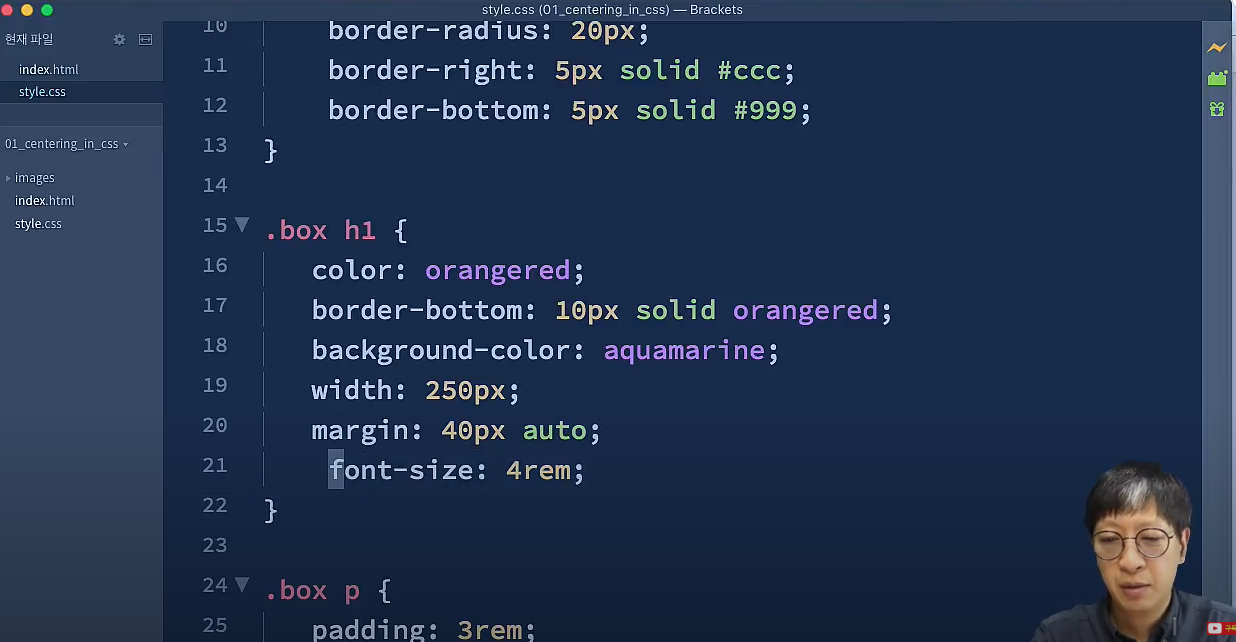 style.css (01_centering_in_css) — Brackets
현재 파일
index.html
style.css
01_centering_in_css
images
index.html
style.css
10 border-radius: 20px;
11 border-right: 5px solid #ccc;
12 border-bottom: 5px solid #999;
13 }
14
15 .box h1 {
16 color: orangered;
17 border-bottom: 10px solid orangered;
18 background-color: aquamarine;
19 width: 250px;
20 margin: 40px auto;
21 font-size: 4rem;
22 }
23
24 .box p {
25 padding: 3rem;